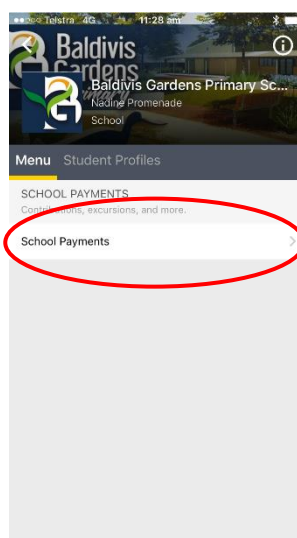 Telstra 4G 11:28 am
Baldivis
Gardens
Primary
Baldivis Gardens Primary Sc...
Nadine Promenade
School
Menu Student Profiles
SCHOOL PAYMENTS
Contributions, excursions, and more.
School Payments